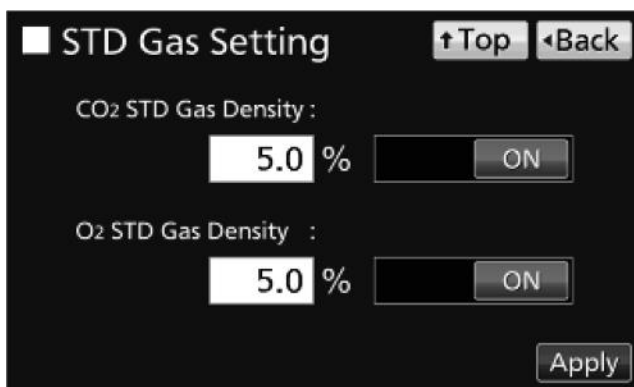 STD Gas Setting ↑Top ◂Back
CO₂ STD Gas Density :
5.0 % ON
O₂ STD Gas Density :
5.0 % ON
Apply